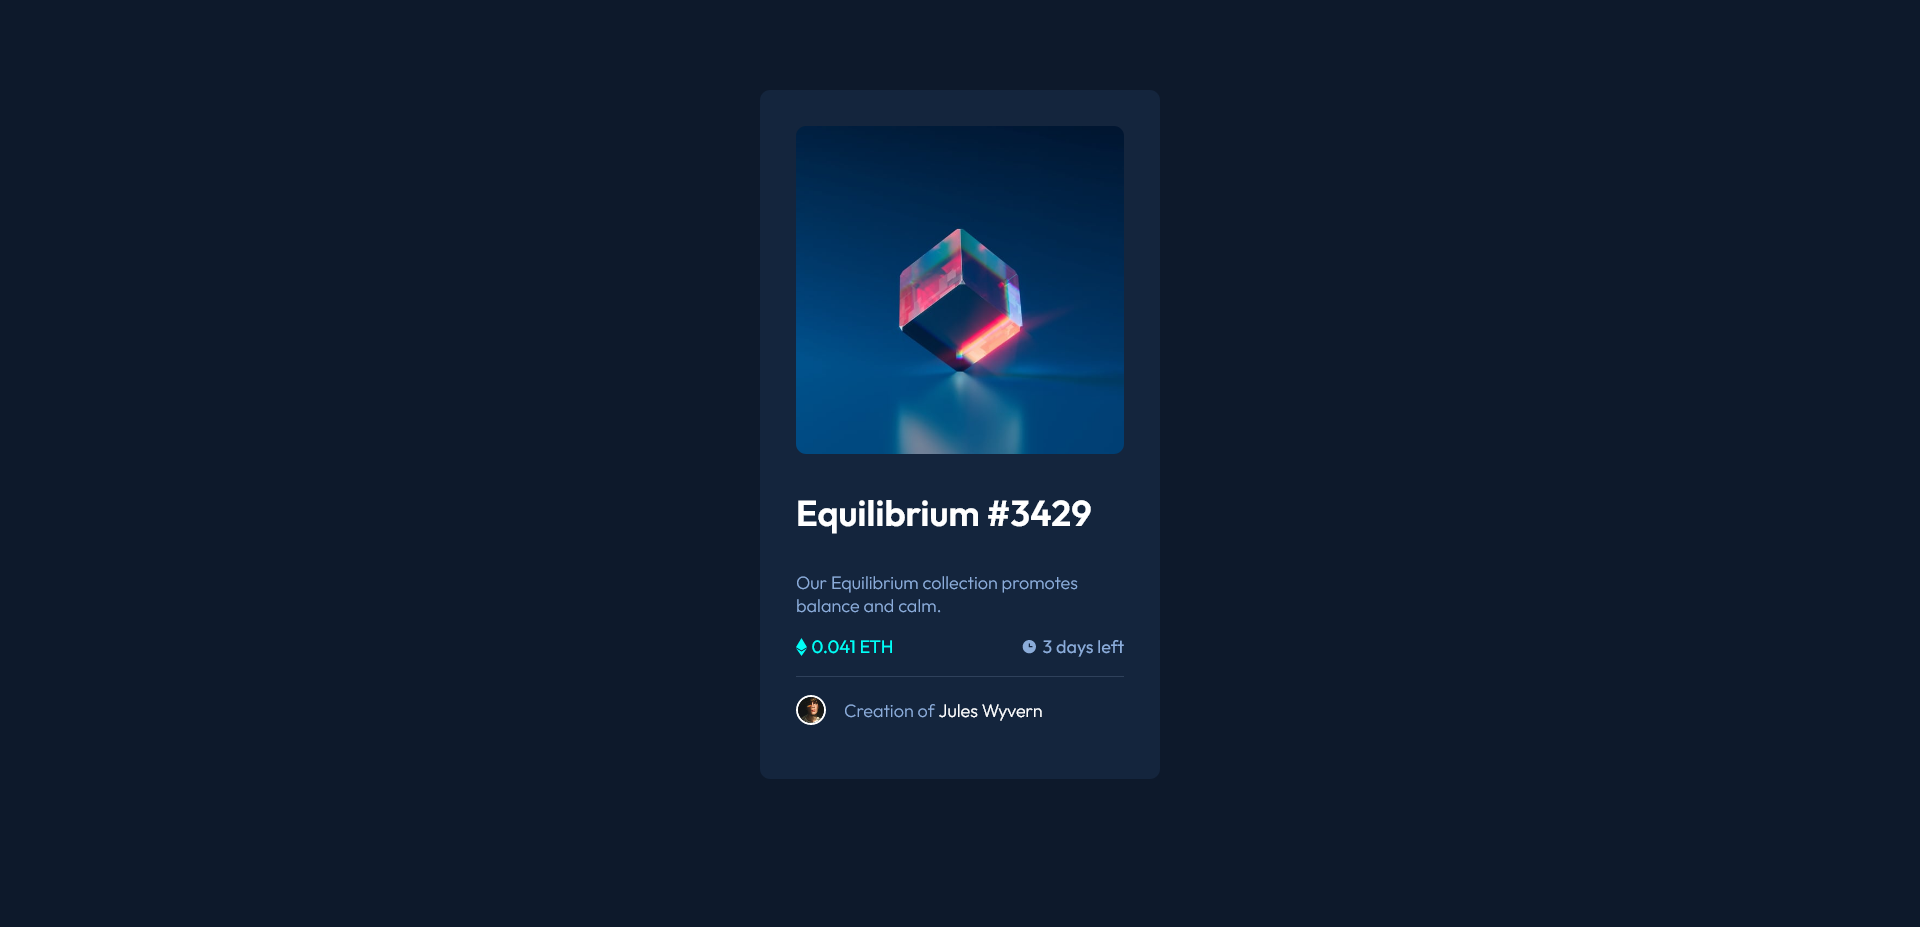 Equilibrium #3429
Our Equilibrium collection promotes
balance and calm.
0.041 ETH
3 days left
Creation of Jules Wyvern